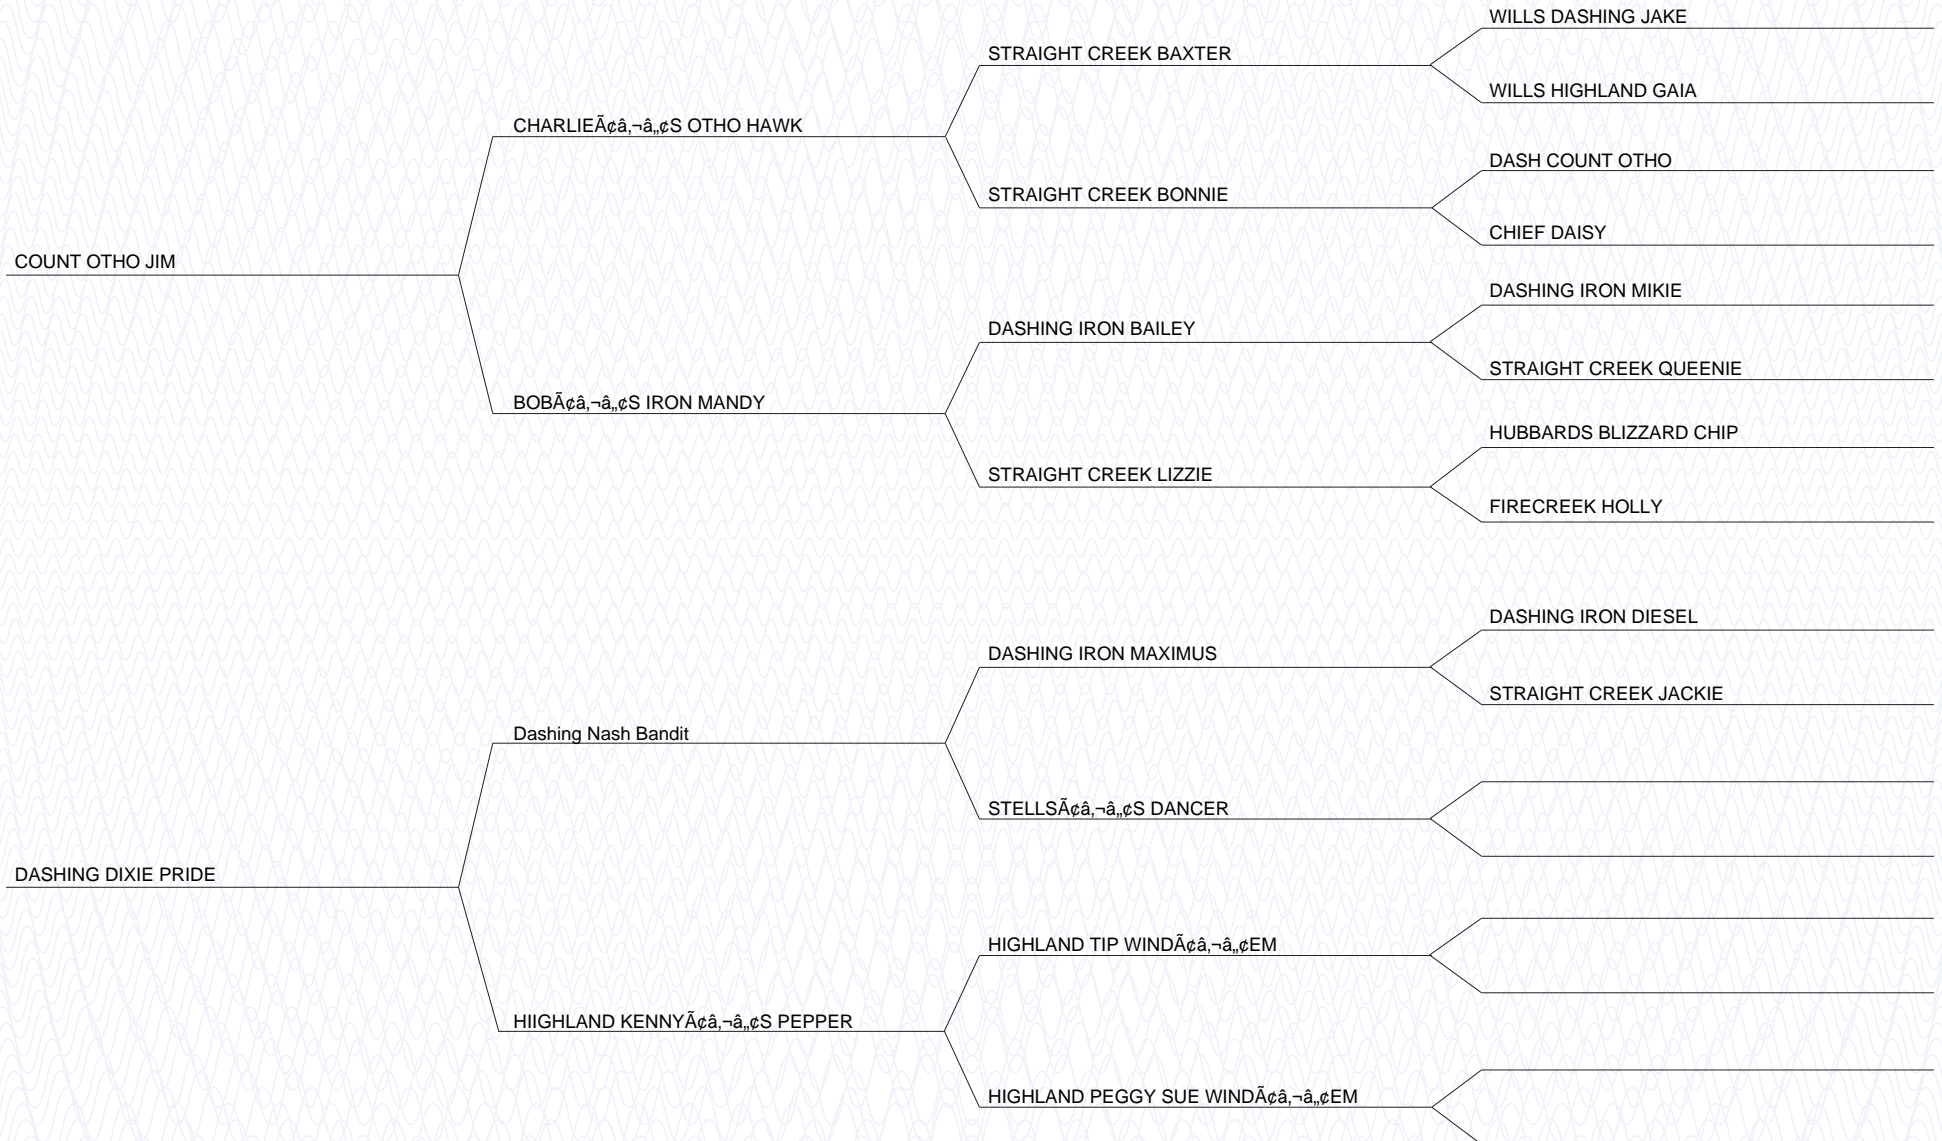 WILLS DASHING JAKE
STRAIGHT CREEK BAXTER
WILLS HIGHLAND GAIA
CHARLIEÃ¢â‚¬â„¢S OTHO HAWK
DASH COUNT OTHO
STRAIGHT CREEK BONNIE
CHIEF DAISY
COUNT OTHO JIM
DASHING IRON MIKIE
DASHING IRON BAILEY
STRAIGHT CREEK QUEENIE
BOBÃ¢â‚¬â„¢S IRON MANDY
HUBBARDS BLIZZARD CHIP
STRAIGHT CREEK LIZZIE
FIRECREEK HOLLY
DASHING IRON DIESEL
DASHING IRON MAXIMUS
STRAIGHT CREEK JACKIE
Dashing Nash Bandit
STELLSÃ¢â‚¬â„¢S DANCER
DASHING DIXIE PRIDE
HIGHLAND TIP WINDÃ¢â‚¬â„¢EM
HIIGHLAND KENNYÃ¢â‚¬â„¢S PEPPER
HIGHLAND PEGGY SUE WINDÃ¢â‚¬â„¢EM